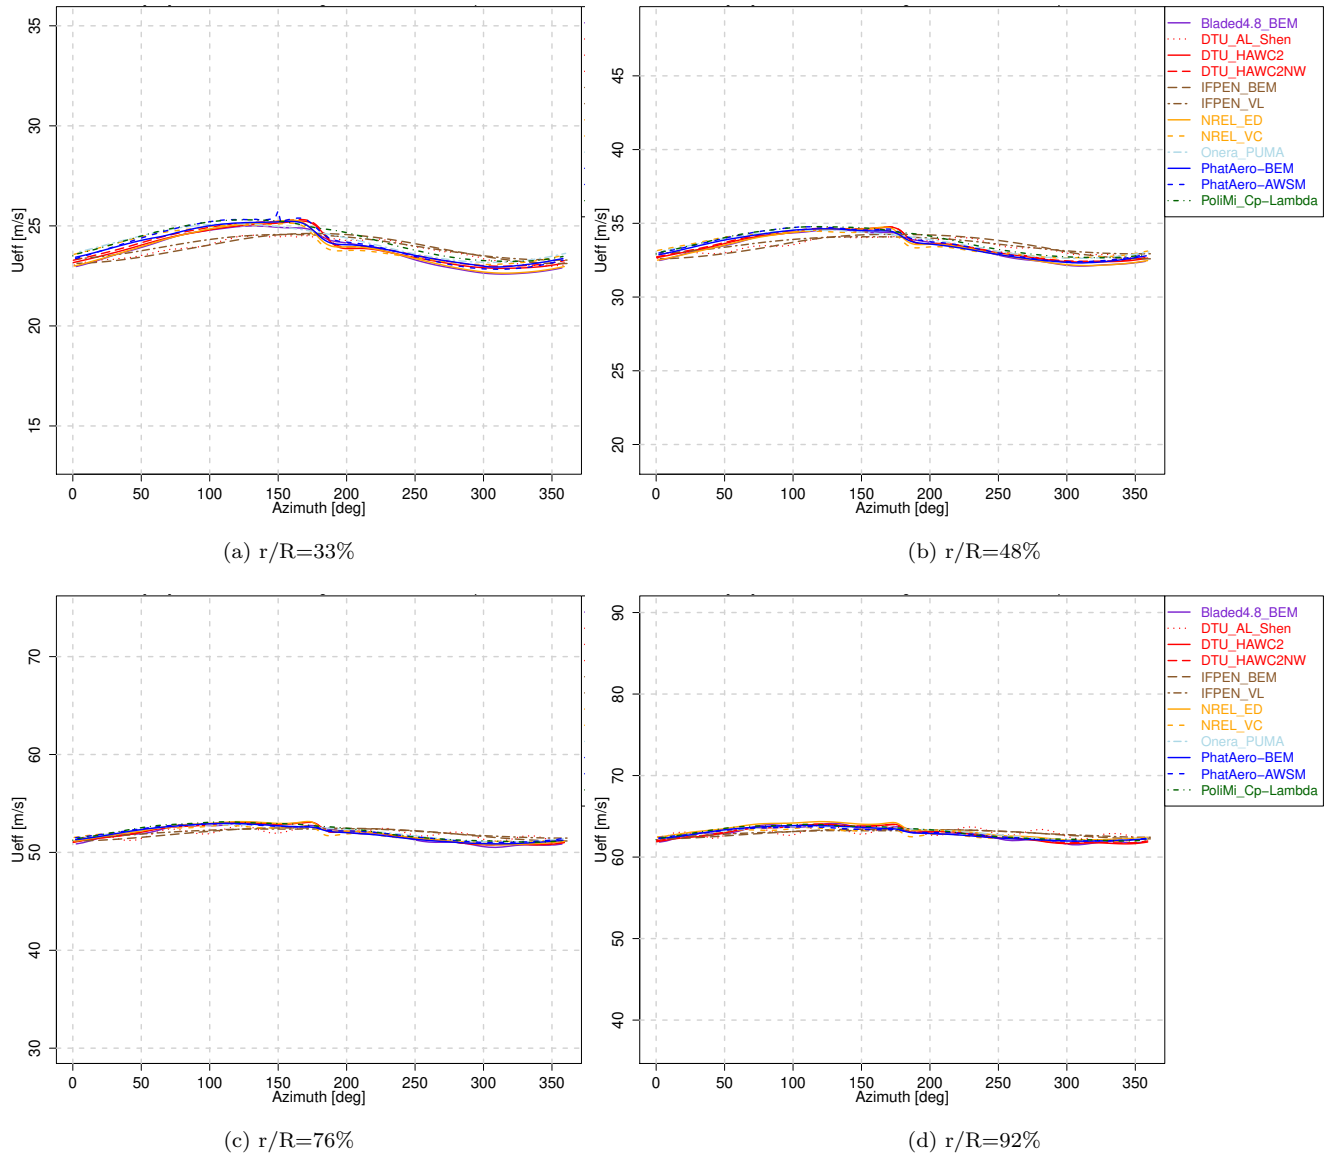 35
30
25
20
15
Ueff [m/s]
0 50 100 150 200 250 300 350
Azimuth [deg]
(a) r/R=33%
45
40
35
30
25
20
Ueff [m/s]
0 50 100 150 200 250 300 350
Azimuth [deg]
(b) r/R=48%
Bladed4.8_BEM
DTU_AL_Shen
DTU_HAWC2
DTU_HAWC2NW
IFPEN_BEM
IFPEN_VL
NREL_ED
NREL_VC
Onera_PUMA
PhatAero-BEM
PhatAero-AWSM
PoliMi_Cp-Lambda
70
60
50
40
30
Ueff [m/s]
0 50 100 150 200 250 300 350
Azimuth [deg]
(c) r/R=76%
90
80
70
60
50
40
Ueff [m/s]
0 50 100 150 200 250 300 350
Azimuth [deg]
(d) r/R=92%
Bladed4.8_BEM
DTU_AL_Shen
DTU_HAWC2
DTU_HAWC2NW
IFPEN_BEM
IFPEN_VL
NREL_ED
NREL_VC
Onera_PUMA
PhatAero-BEM
PhatAero-AWSM
PoliMi_Cp-Lambda